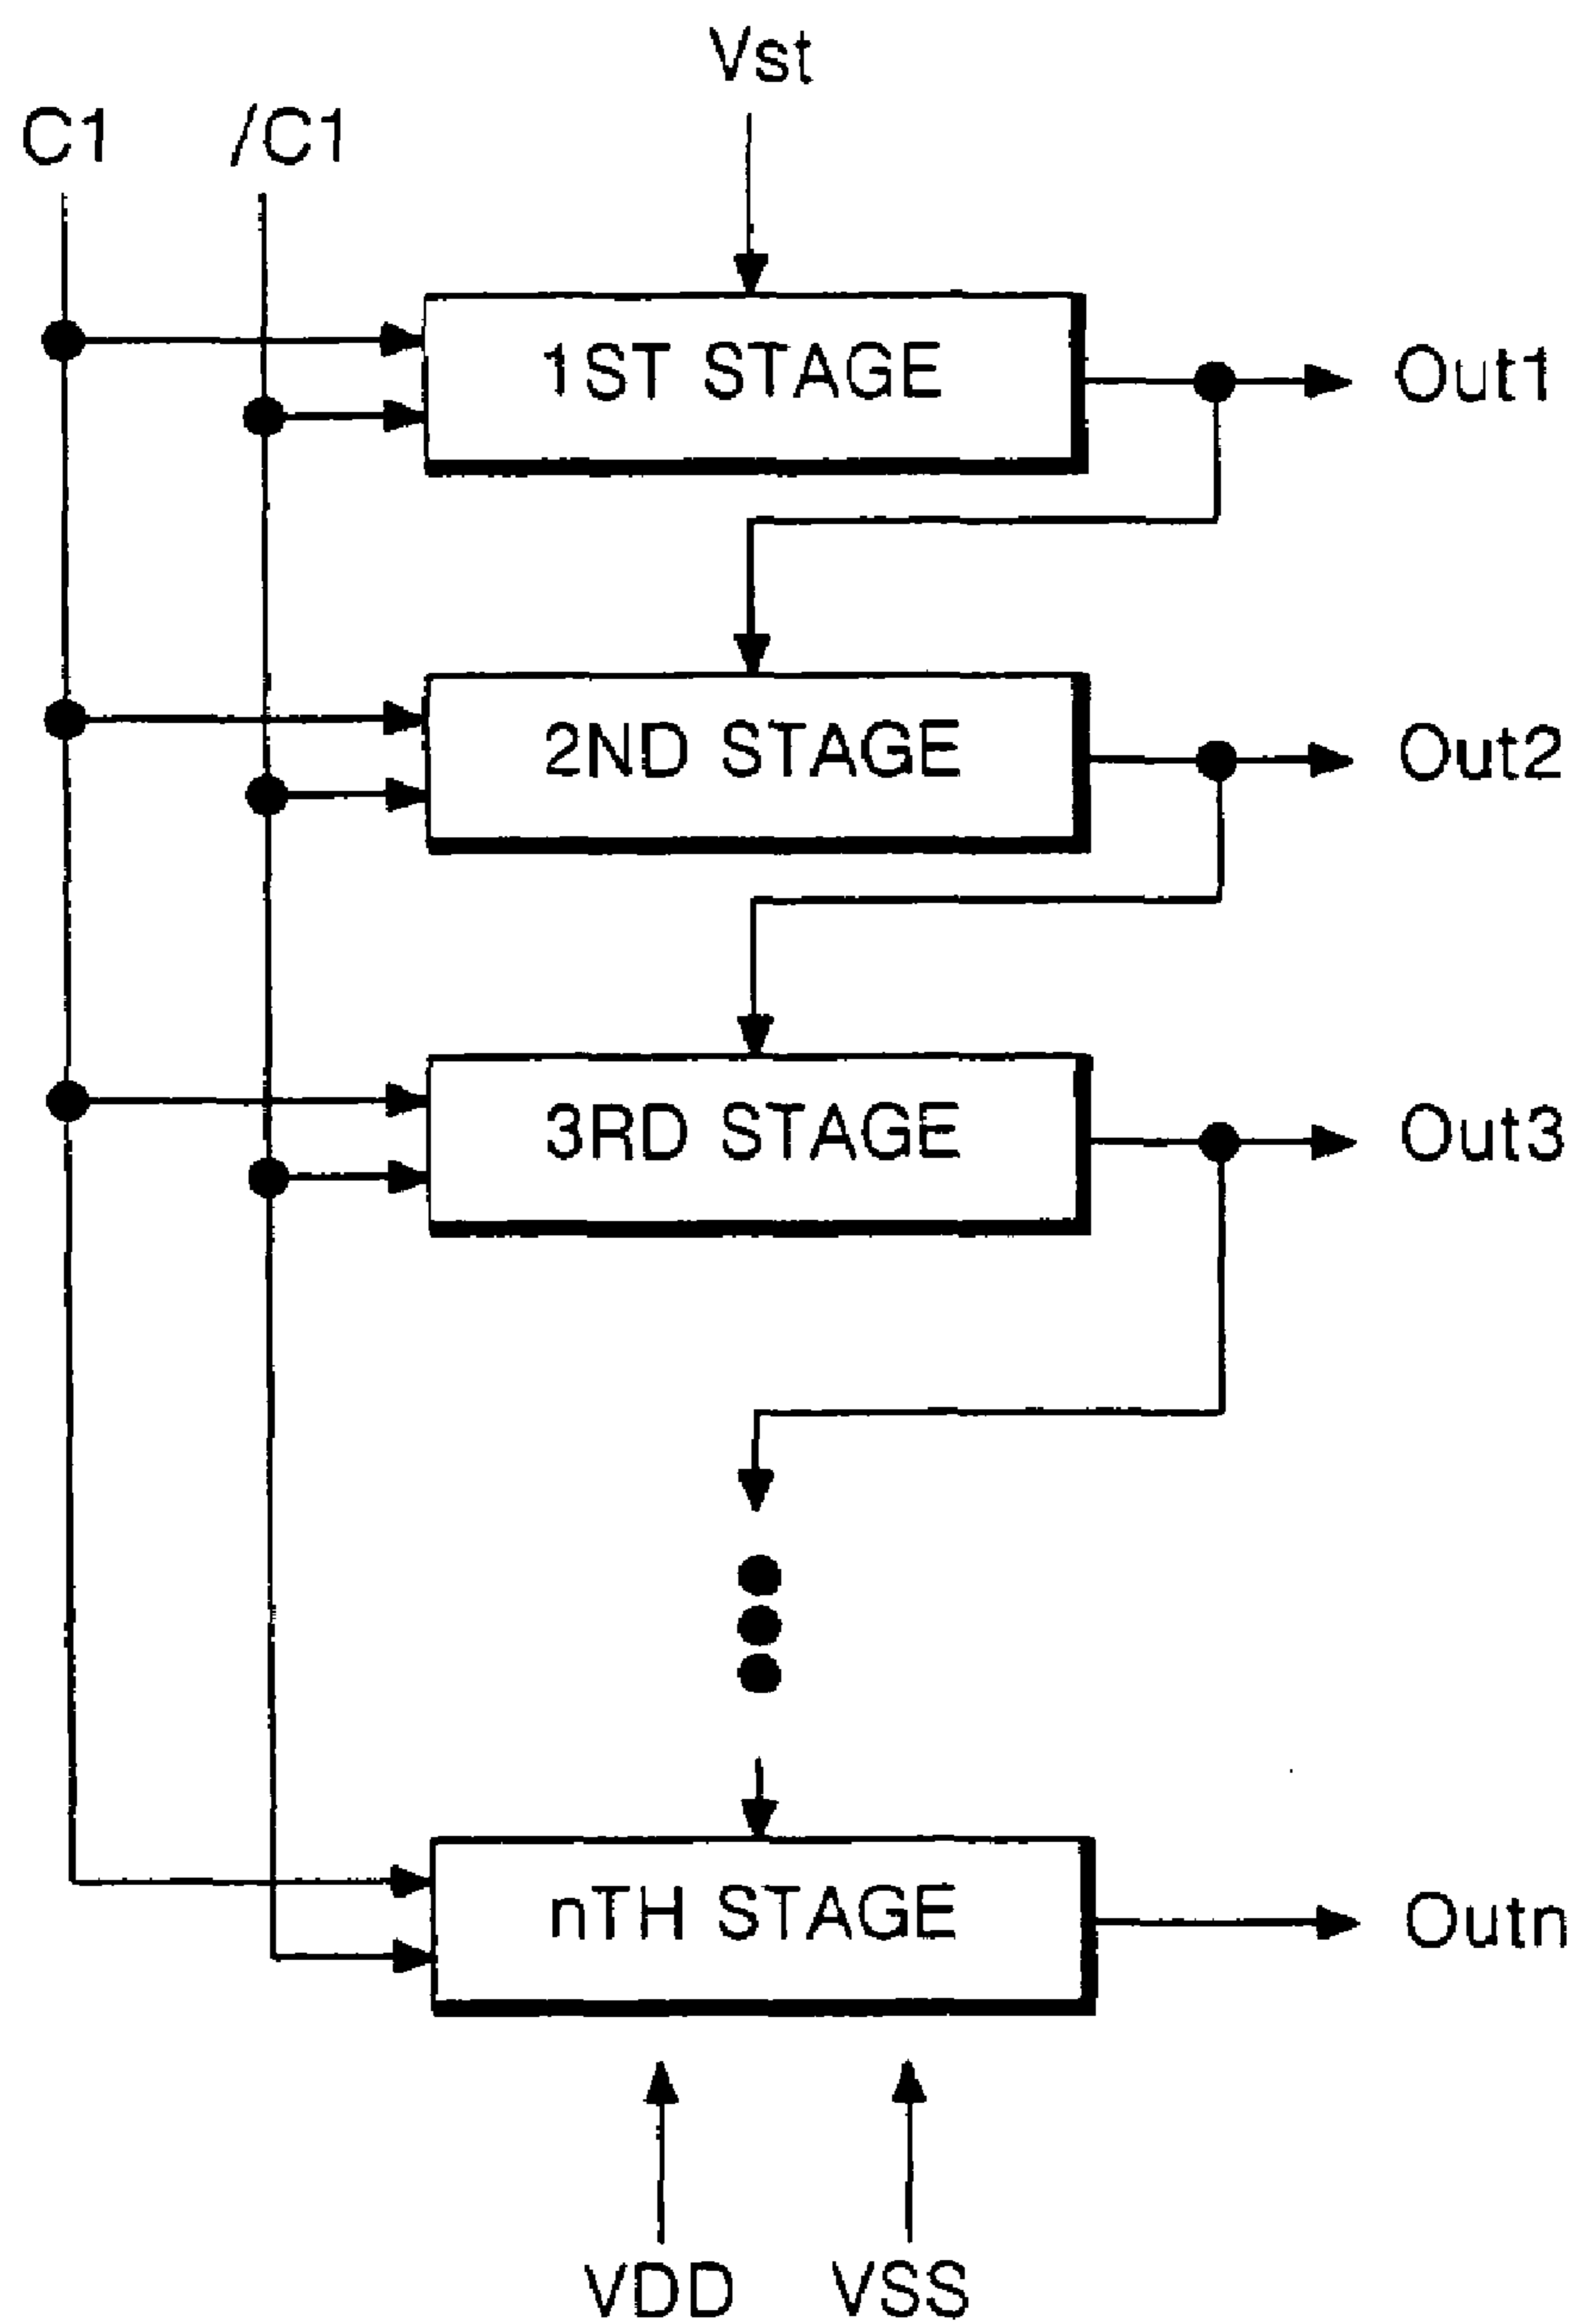 Vst
C1
/C1
1ST STAGE
Out1
2ND STAGE
Out2
3RD STAGE
Out3
nTH STAGE
Outn
VDD
VSS